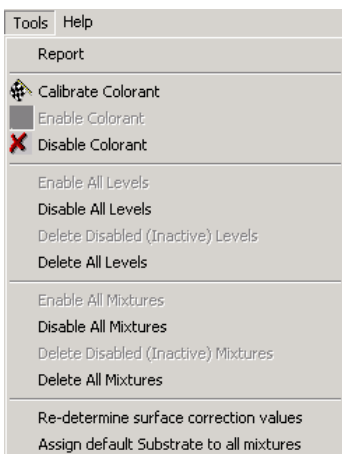 Tools Help
Report
Calibrate Colorant
Enable Colorant
Disable Colorant
Enable All Levels
Disable All Levels
Delete Disabled (Inactive) Levels
Delete All Levels
Enable All Mixtures
Disable All Mixtures
Delete Disabled (Inactive) Mixtures
Delete All Mixtures
Re-determine surface correction values
Assign default Substrate to all mixtures